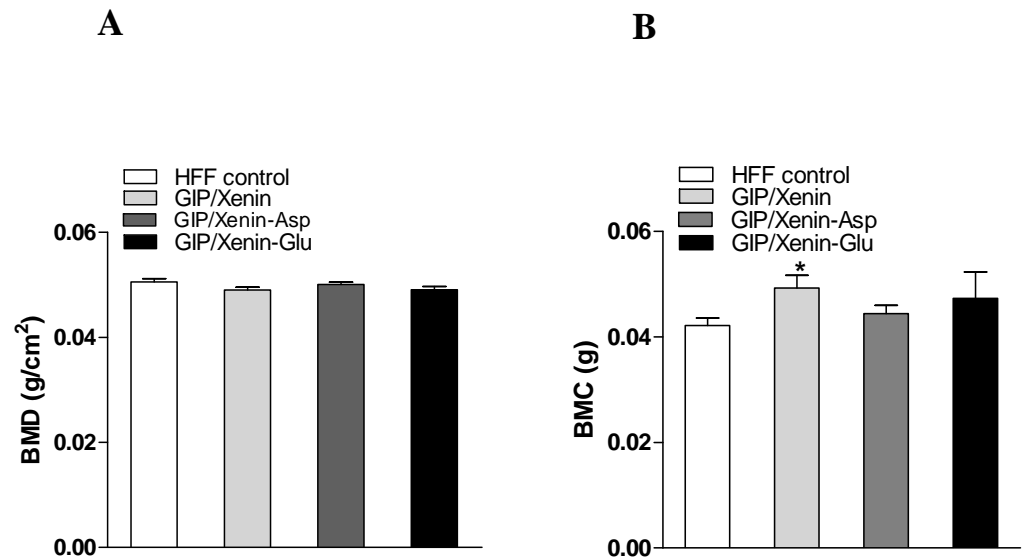 A
HFF control
GIP/Xenin
GIP/Xenin-Asp
GIP/Xenin-Glu
0.06
0.04
0.02
0.00
BMD (g/cm²)
B
HFF control
GIP/Xenin
GIP/Xenin-Asp
GIP/Xenin-Glu
0.06
0.04
0.02
0.00
BMC (g)
*